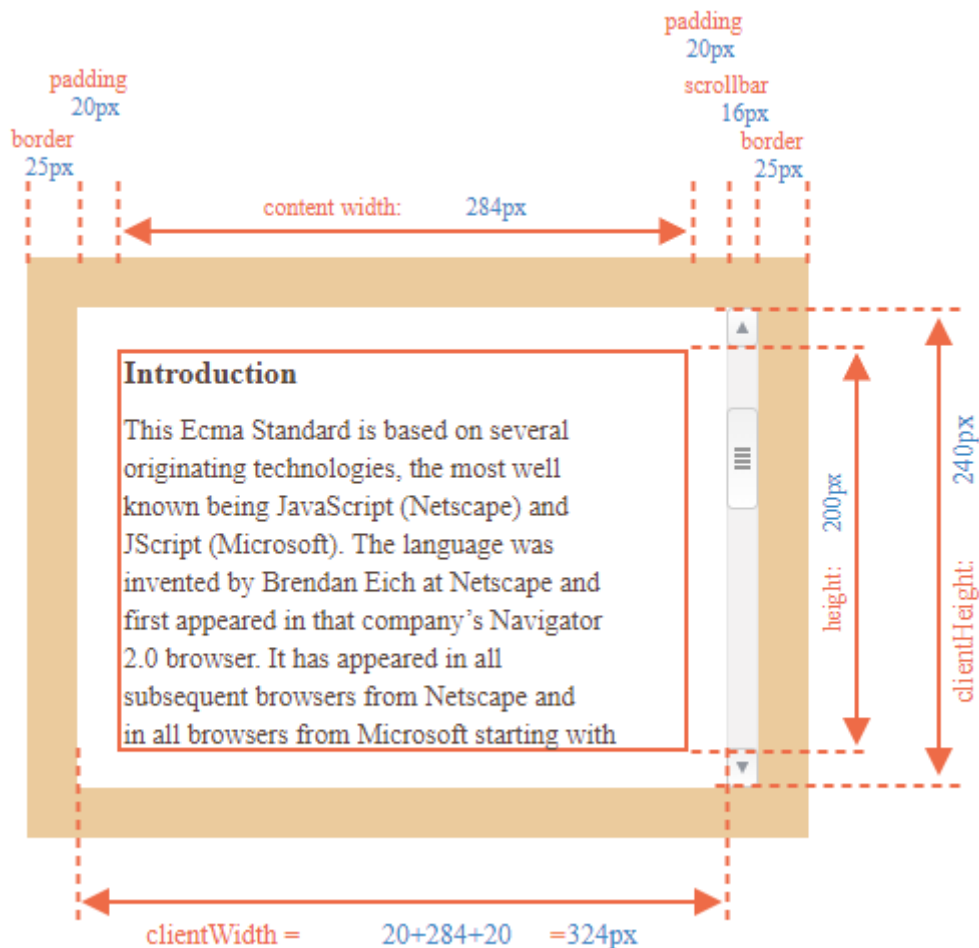 padding
20px
padding
20px
scrollbar
16px
border
25px
border
25px
content width: 284px
Introduction
This Ecma Standard is based on several
originating technologies, the most well
known being JavaScript (Netscape) and
JScript (Microsoft). The language was
invented by Brendan Eich at Netscape and
first appeared in that company’s Navigator
2.0 browser. It has appeared in all
subsequent browsers from Netscape and
in all browsers from Microsoft starting with
height: 200px
clientHeight: 240px
clientWidth = 20+284+20 =324px